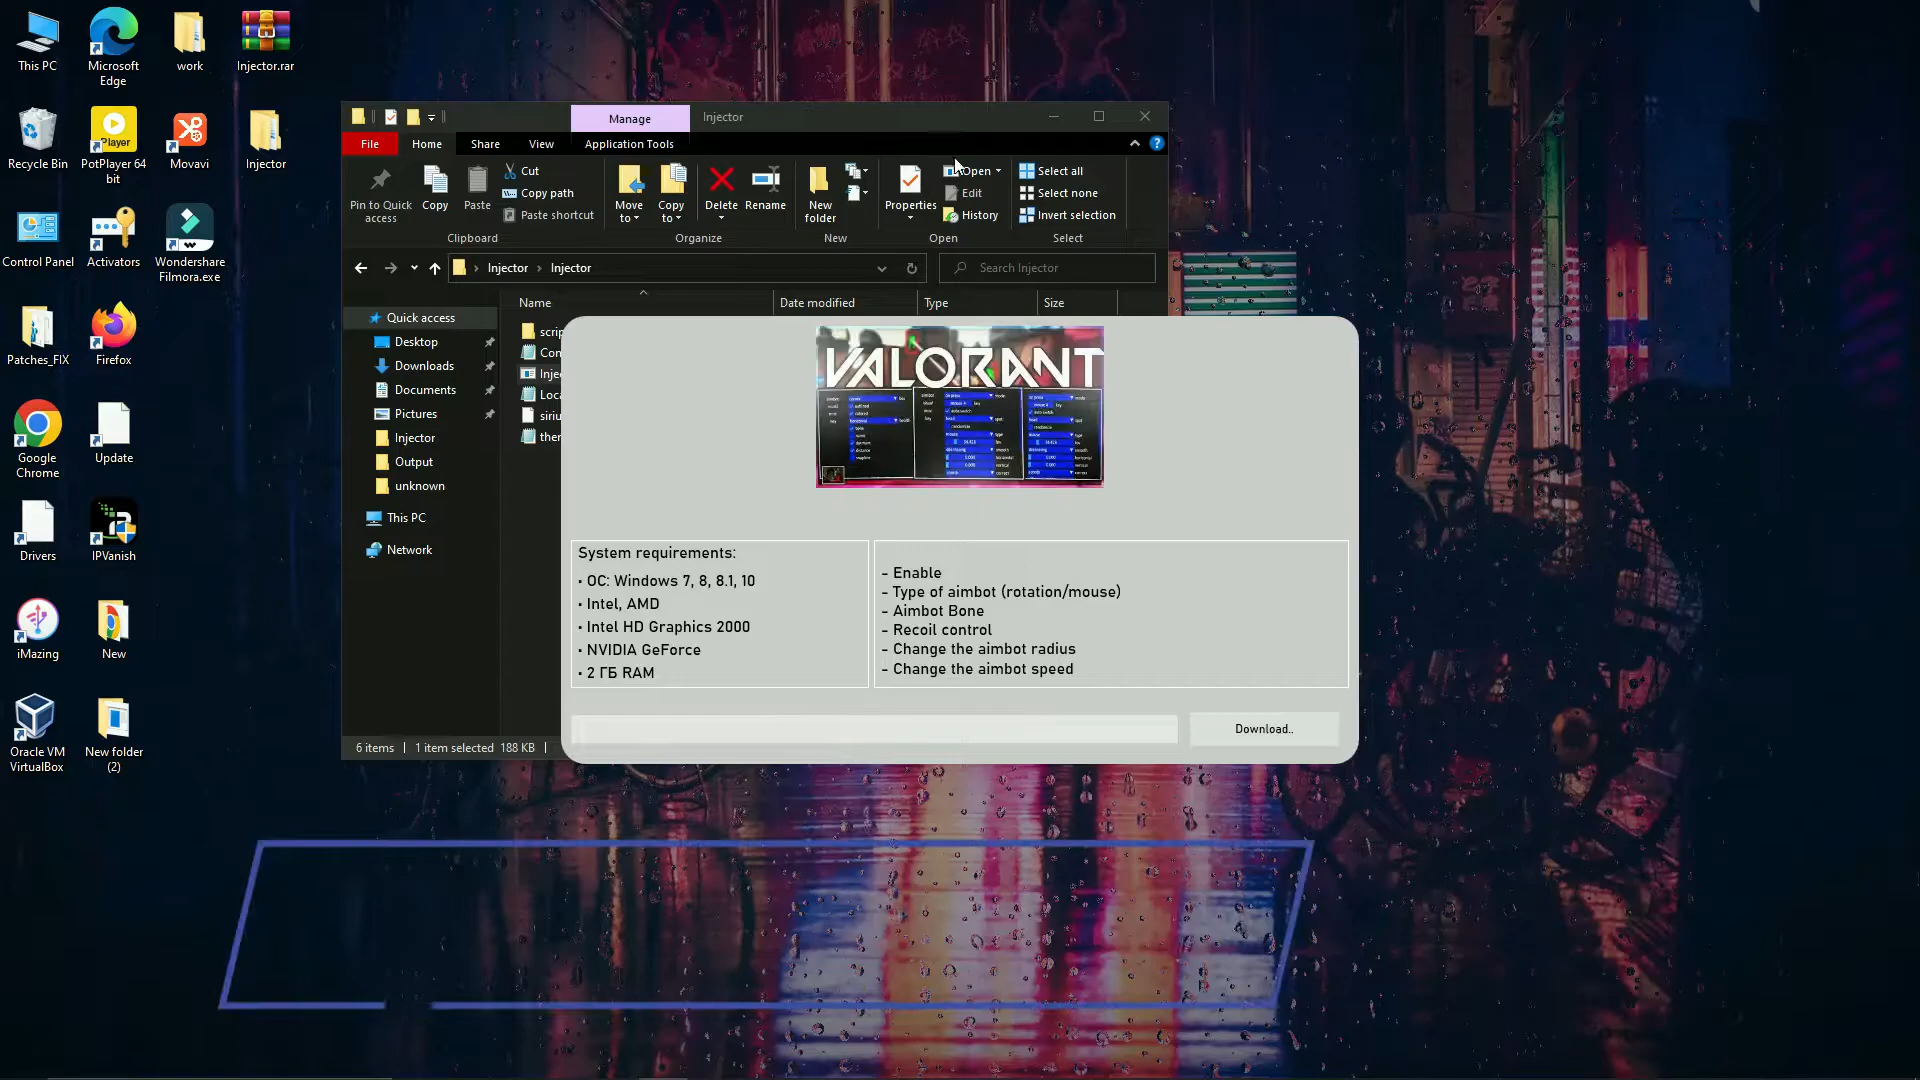 This PC
Microsoft
Edge
work
Injector.rar
Recycle Bin
Player
PotPlayer 64
bit
Movavi
Injector
Control Panel
Activators
Wondershare
Filmora.exe
Patches_FIX
Firefox
Google
Chrome
Update
Drivers
IPVanish
iMazing
New
Oracle VM
VirtualBox
New folder
(2)
Manage
Injector
File
Home
Share
View
Application Tools
Pin to Quick
access
Copy
Paste
Cut
Copy path
Paste shortcut
Clipboard
Move
to
Copy
to
Delete
Rename
Organize
New
folder
New
Properties
Open
Edit
History
Open
Select all
Select none
Invert selection
Select
Injector › Injector
Search Injector
Name
Date modified
Type
Size
Quick access
Desktop
Downloads
Documents
Pictures
Injector
Output
unknown
This PC
Network
scrip
Con
Inje
Loca
siriu
ther
6 items
1 item selected 188 KB
VALORANT
System requirements:
▪ OC: Windows 7, 8, 8.1, 10
▪ Intel, AMD
▪ Intel HD Graphics 2000
▪ NVIDIA GeForce
▪ 2 ГБ RAM
- Enable
- Type of aimbot (rotation/mouse)
- Aimbot Bone
- Recoil control
- Change the aimbot radius
- Change the aimbot speed
Download..